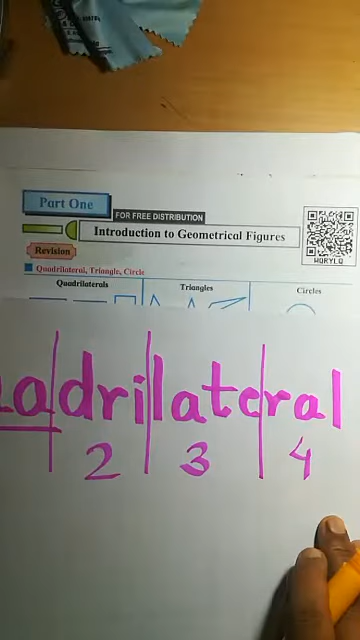 Part One
FOR FREE DISTRIBUTION
Introduction to Geometrical Figures
WQRYLQ
Revision
Quadrilateral, Triangle, Circle
Quadrilaterals Triangles Circles
adrilateral
2 3 4